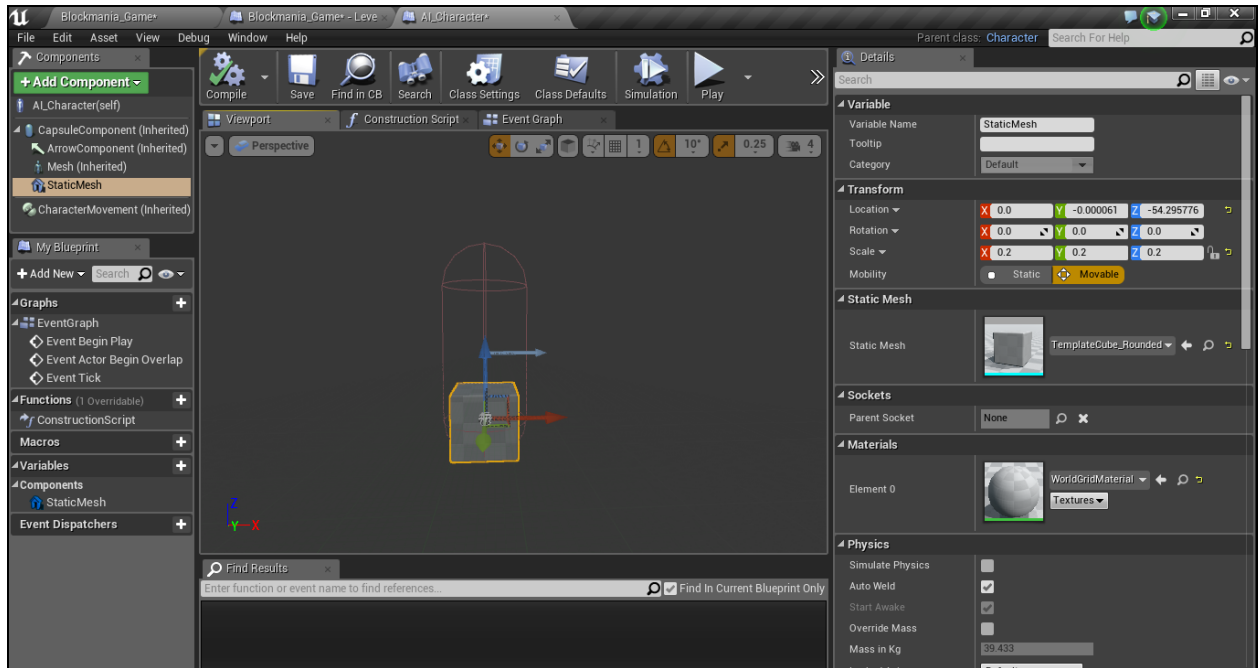 Blockmania_Game*
Blockmania_Game* - Leve
AI_Character*
File Edit Asset View Debug Window Help
Parent class: Character
Search For Help
Components
+Add Component
AI_Character(self)
CapsuleComponent (Inherited)
ArrowComponent (Inherited)
Mesh (Inherited)
StaticMesh
CharacterMovement (Inherited)
My Blueprint
+Add New
Search
Graphs
EventGraph
Event Begin Play
Event Actor Begin Overlap
Event Tick
Functions (1 Overridable)
ConstructionScript
Macros
Variables
Components
StaticMesh
Event Dispatchers
Compile Save Find in CB Search Class Settings Class Defaults Simulation Play
Viewport
Construction Script
Event Graph
Perspective
1 10° 0.25 4
Z
Y X
Find Results
Enter function or event name to find references...
Find In Current Blueprint Only
Details
Search
Variable
Variable Name StaticMesh
Tooltip
Category Default
Transform
Location X 0.0 Y -0.000061 Z -54.295776
Rotation X 0.0 Y 0.0 Z 0.0
Scale X 0.2 Y 0.2 Z 0.2
Mobility Static Movable
Static Mesh
Static Mesh TemplateCube_Rounded
Sockets
Parent Socket None
Materials
Element 0 WorldGridMaterial
Textures
Physics
Simulate Physics
Auto Weld
Start Awake
Override Mass
Mass in Kg 39.433